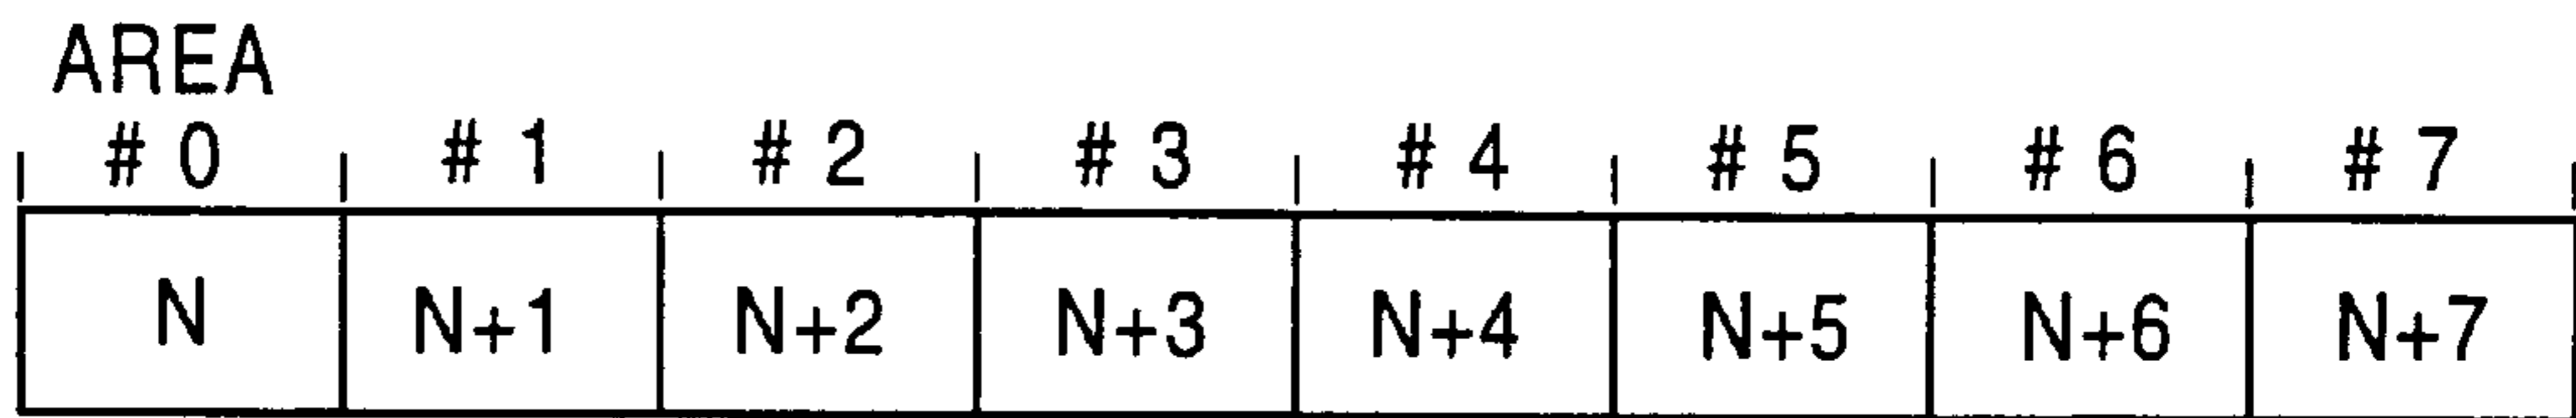 AREA
# 0 # 1 # 2 # 3 # 4 # 5 # 6 # 7
N N+1 N+2 N+3 N+4 N+5 N+6 N+7